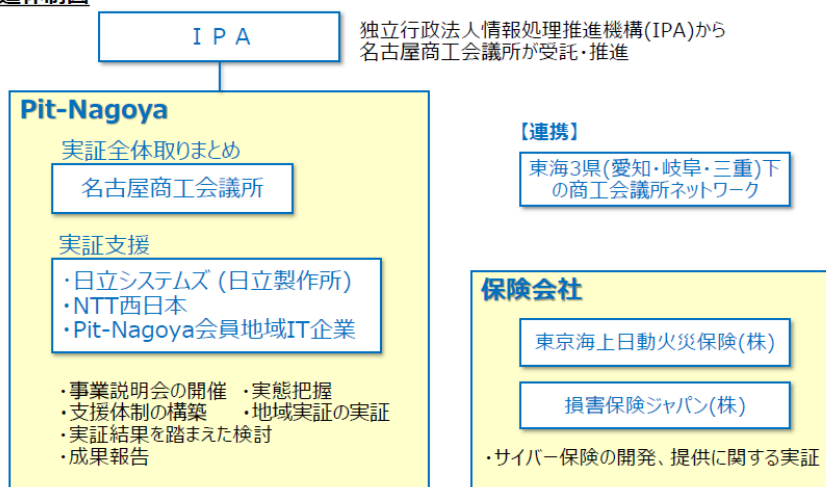 ＩＰＡ
独立行政法人情報処理推進機構(IPA)から
名古屋商工会議所が受託・推進
Pit-Nagoya
実証全体取りまとめ
名古屋商工会議所
実証支援
・日立システムズ (日立製作所)
・NTT西日本
・Pit-Nagoya会員地域IT企業
・事業説明会の開催 ・実態把握
・支援体制の構築 ・地域実証の実証
・実証結果を踏まえた検討
・成果報告
【連携】
東海3県(愛知・岐阜・三重)下
の商工会議所ネットワーク
保険会社
東京海上日動火災保険(株)
損害保険ジャパン(株)
・サイバー保険の開発、提供に関する実証